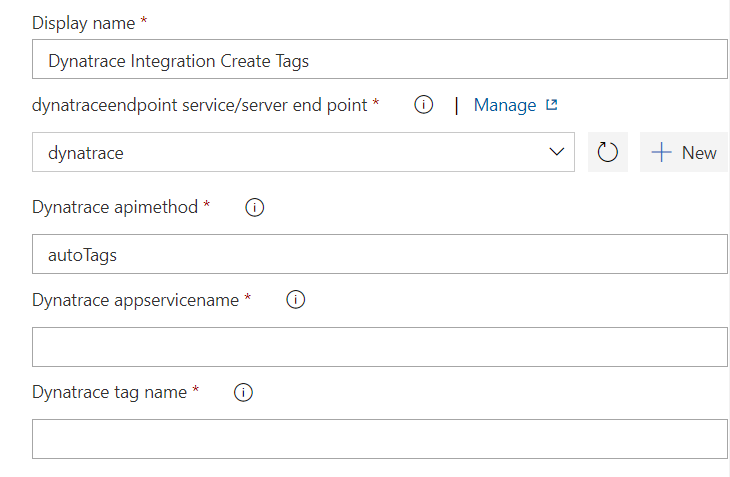 Display name *
Dynatrace Integration Create Tags
dynatraceendpoint service/server end point * | Manage
dynatrace New
Dynatrace apimethod *
autoTags
Dynatrace appservicename *
Dynatrace tag name *